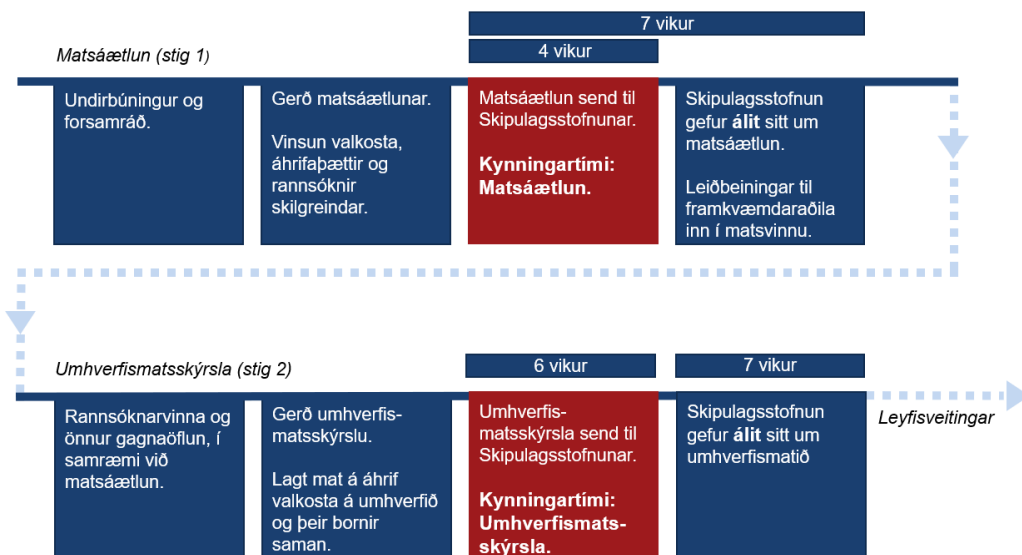 7 vikur
4 vikur
Matsáætlun (stig 1)
Undirbúningur og
forsamráð.
Gerð matsáætlunar.
Vinsun valkosta,
áhrifaþættir og
rannsóknir
skilgreindar.
Matsáætlun send til
Skipulagsstofnunar.
Kynningartími:
Matsáætlun.
Skipulagsstofnun
gefur álit sitt um
matsáætlun.
Leiðbeiningar til
framkvæmdaraðila
inn í matsvinnu.
Umhverfismatsskýrsla (stig 2)
6 vikur
7 vikur
Rannsóknarvinna og
önnur gagnaöflun, í
samræmi við
matsáætlun.
Gerð umhverfis-
matsskýrslu.
Lagt mat á áhrif
valkosta á umhverfið
og þeir bornir
saman.
Umhverfis-
matsskýrsla send til
Skipulagsstofnunar.
Kynningartími:
Umhverfismats-
skýrsla.
Skipulagsstofnun
gefur álit sitt um
umhverfismatið
Leyfisveitingar